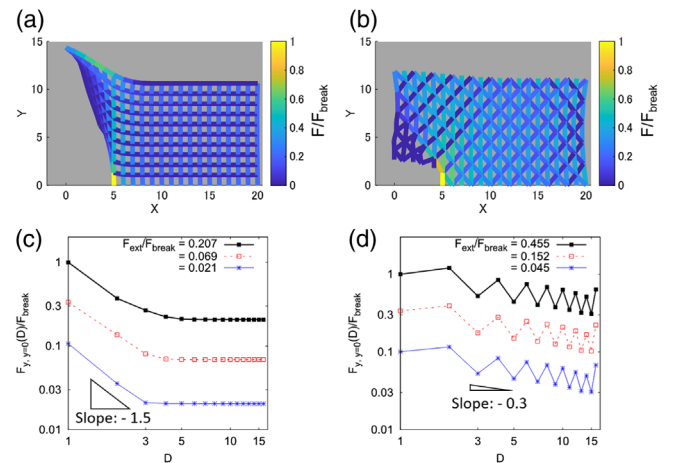 (a)
15
10
5
0
Y
0 5 10 15 20
X
1
0.8
0.6
0.4
0.2
0
F/F_break
(b)
15
10
5
0
Y
0 5 10 15 20
X
1
0.8
0.6
0.4
0.2
0
F/F_break
(c)
F_ext/F_break = 0.207
= 0.069
= 0.021
1
0.3
0.1
0.03
0.01
F_y, y=0(D)/F_break
Slope: - 1.5
1 3 5 10 15
D
(d)
F_ext/F_break = 0.455
= 0.152
= 0.045
1
0.3
0.1
0.03
0.01
F_y, y=0(D)/F_break
Slope: - 0.3
1 3 5 10 15
D